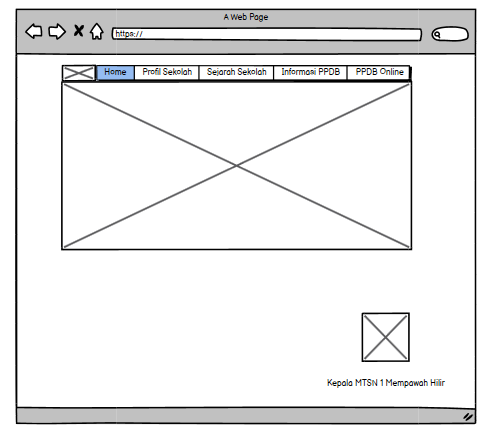 A Web Page
https://
Home Profil Sekolah Sejarah Sekolah Informasi PPDB PPDB Online
Kepala MTSN 1 Mempawah Hilir